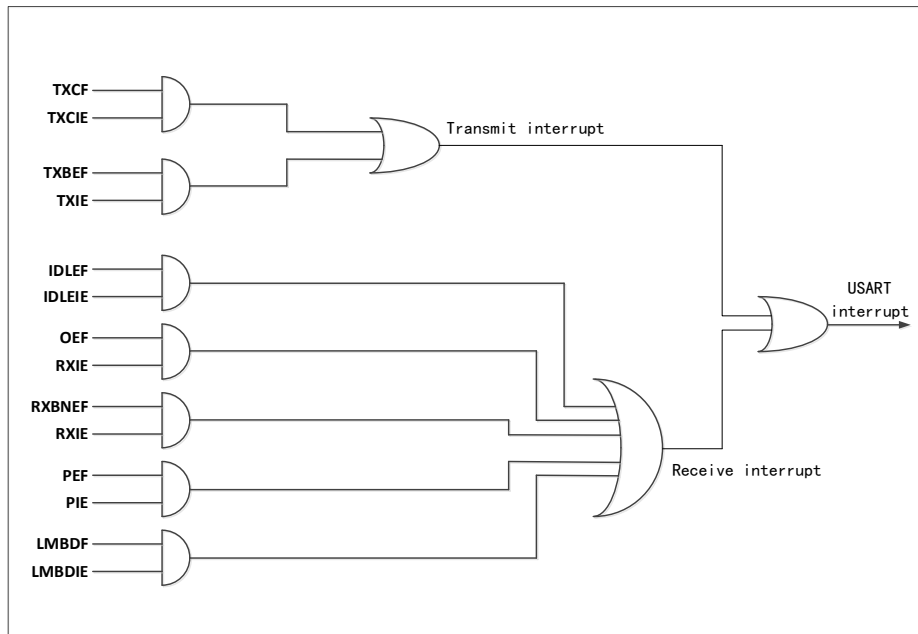 TXCF
TXCIE
Transmit interrupt
TXBEF
TXIE
IDLEF
IDLEIE
USART
interrupt
OEF
RXIE
RXBNEF
RXIE
PEF
Receive interrupt
PIE
LMBDF
LMBDIE